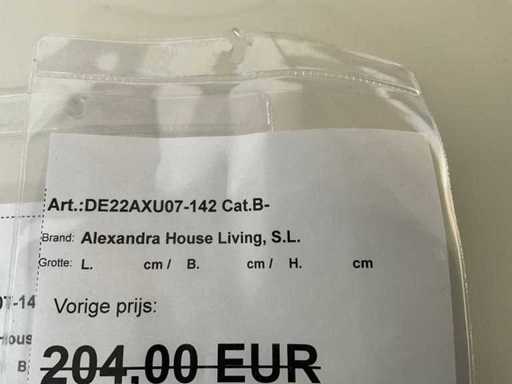 Art.:DE22AXU07-142 Cat.B-
Brand: Alexandra House Living, S.L.
Grotte: L. cm / B. cm / H. cm
Vorige prijs:
204.00 EUR